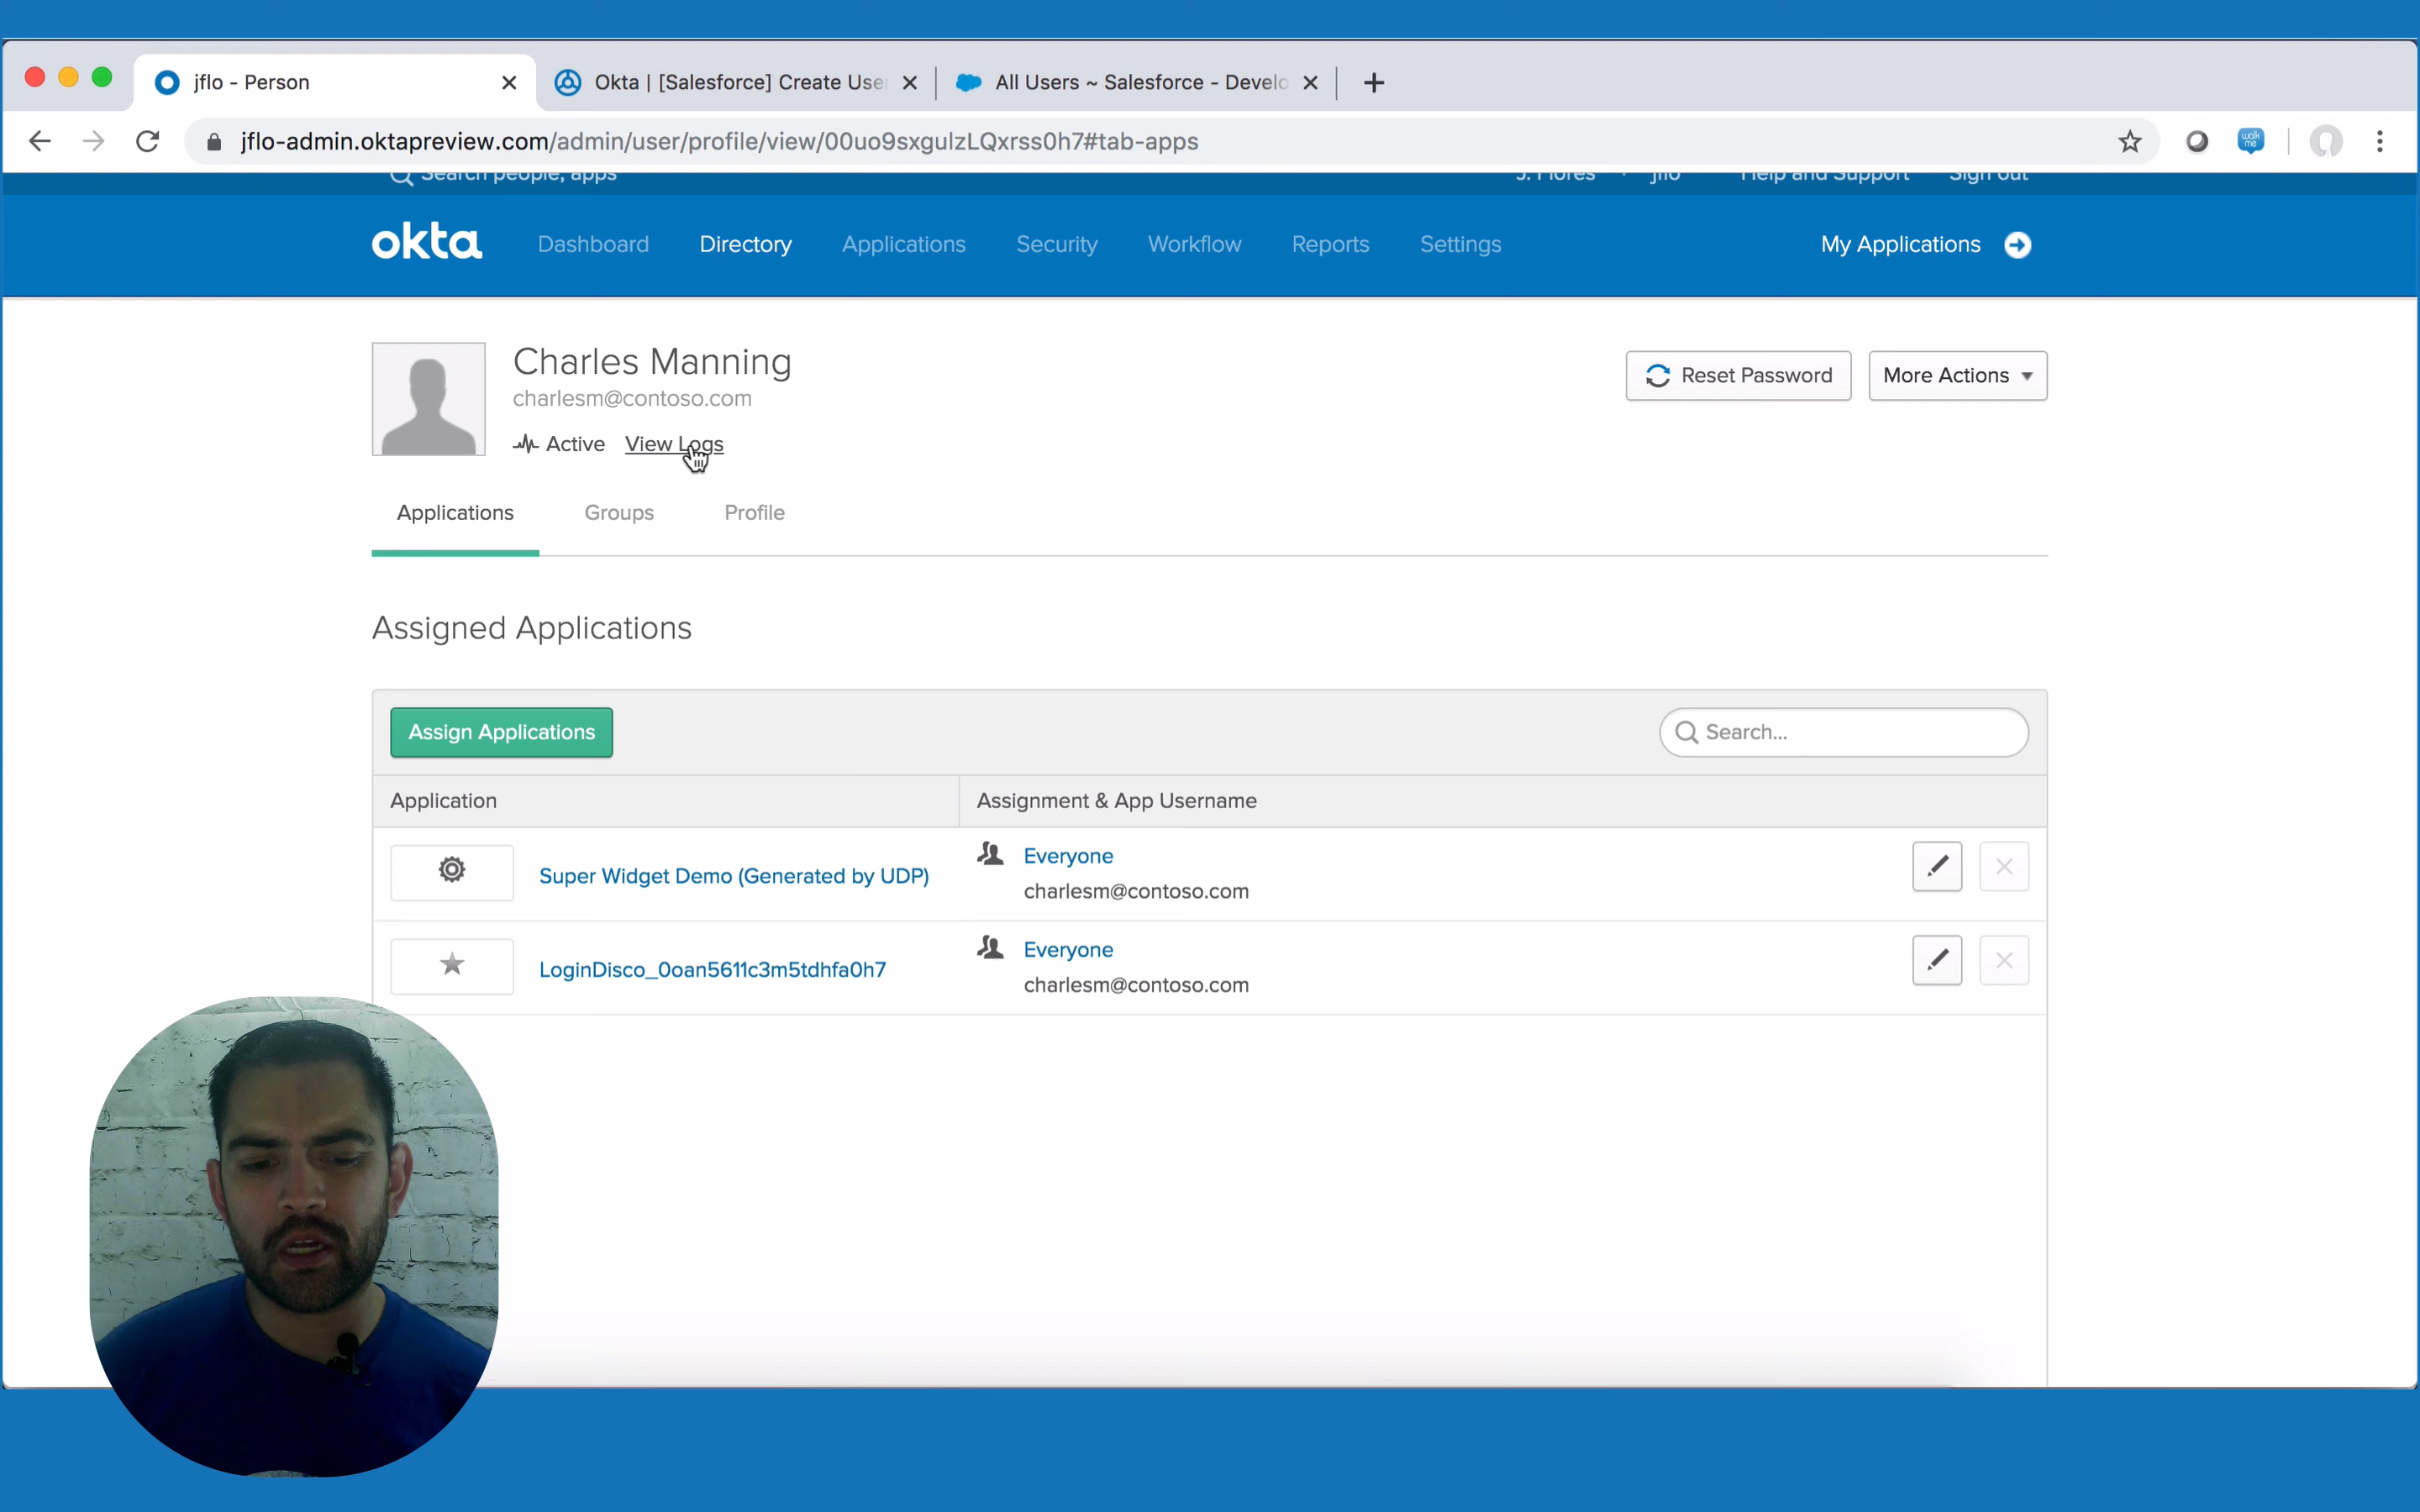 jflo - Person
Okta | [Salesforce] Create Use
All Users ~ Salesforce - Develo
jflo-admin.oktapreview.com/admin/user/profile/view/00uo9sxgulzLQxrss0h7#tab-apps
walk me
Search people, apps
J. Flores · jflo Help and Support Sign out
okta Dashboard Directory Applications Security Workflow Reports Settings My Applications
Charles Manning
charlesm@contoso.com
Active View Logs
Reset Password More Actions
Applications Groups Profile
Assigned Applications
Assign Applications
Search...
Application Assignment & App Username
Super Widget Demo (Generated by UDP)
Everyone
charlesm@contoso.com
LoginDisco_0oan5611c3m5tdhfa0h7
Everyone
charlesm@contoso.com